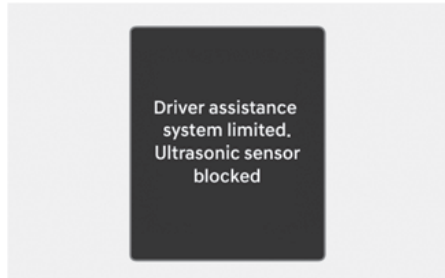 Driver assistance
system limited.
Ultrasonic sensor
blocked